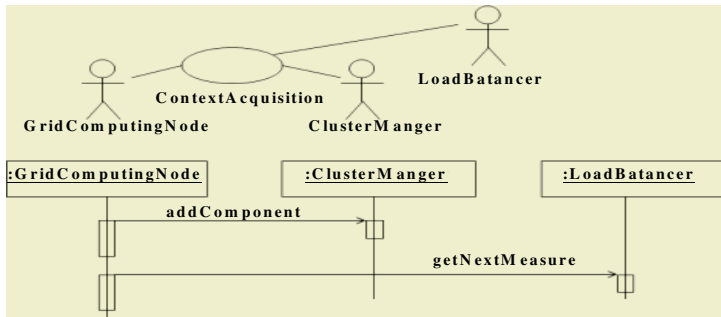 LoadBatancer
ContextAcquisition
GridComputingNode
ClusterManger
:GridComputingNode
:ClusterManger
:LoadBatancer
addComponent
getNextMeasure